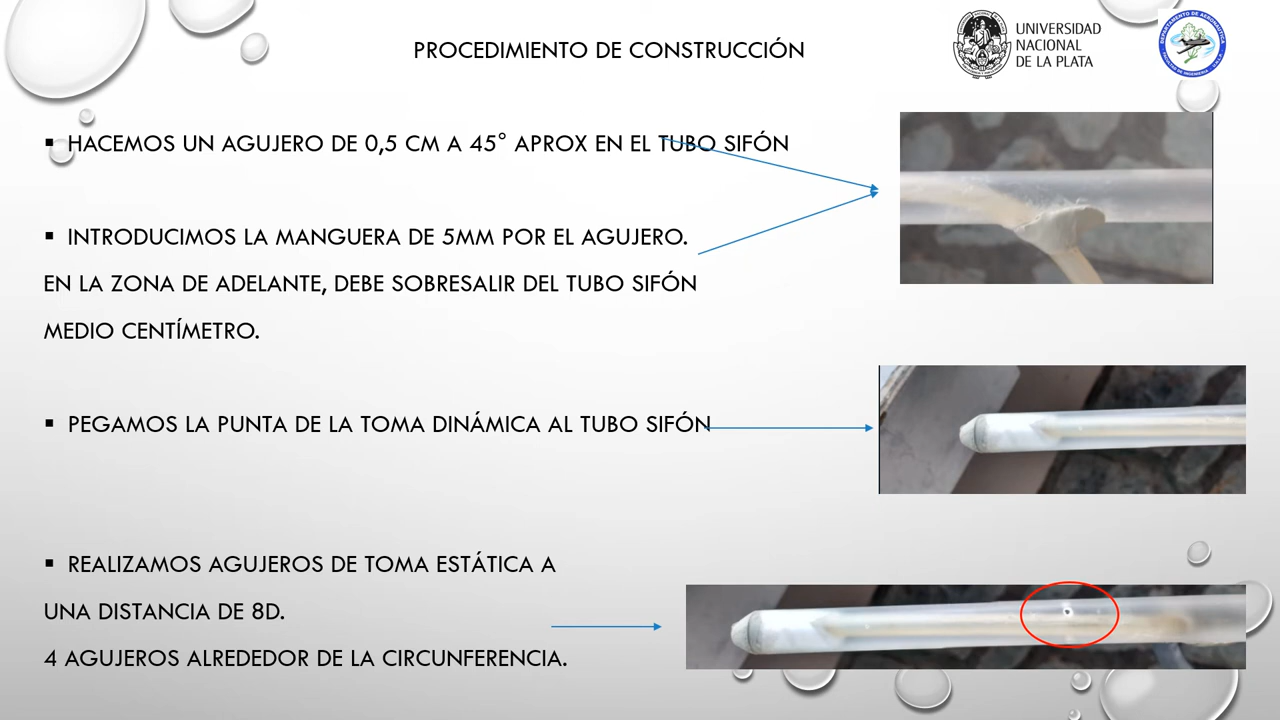 PROCEDIMIENTO DE CONSTRUCCIÓN
UNIVERSIDAD
NACIONAL
DE LA PLATA
▪ HACEMOS UN AGUJERO DE 0,5 CM A 45° APROX EN EL TUBO SIFÓN
▪ INTRODUCIMOS LA MANGUERA DE 5MM POR EL AGUJERO.
EN LA ZONA DE ADELANTE, DEBE SOBRESALIR DEL TUBO SIFÓN
MEDIO CENTÍMETRO.
▪ PEGAMOS LA PUNTA DE LA TOMA DINÁMICA AL TUBO SIFÓN
▪ REALIZAMOS AGUJEROS DE TOMA ESTÁTICA A
UNA DISTANCIA DE 8D.
4 AGUJEROS ALREDEDOR DE LA CIRCUNFERENCIA.